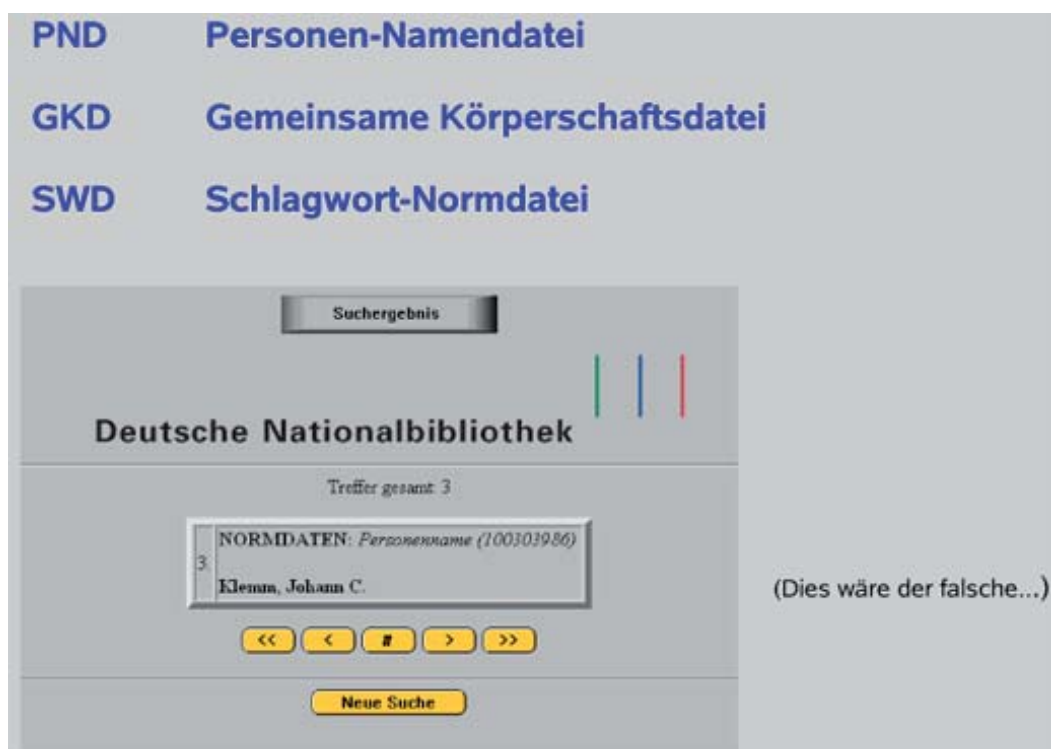 PND Personen-Namendatei
GKD Gemeinsame Körperschaftsdatei
SWD Schlagwort-Normdatei
Suchergebnis
Deutsche Nationalbibliothek
Treffer gesamt: 3
NORMDATEN: Personenname (100303986)
3.
Klemm, Johann C.
(Dies wäre der falsche...)
<< < # > >>
Neue Suche